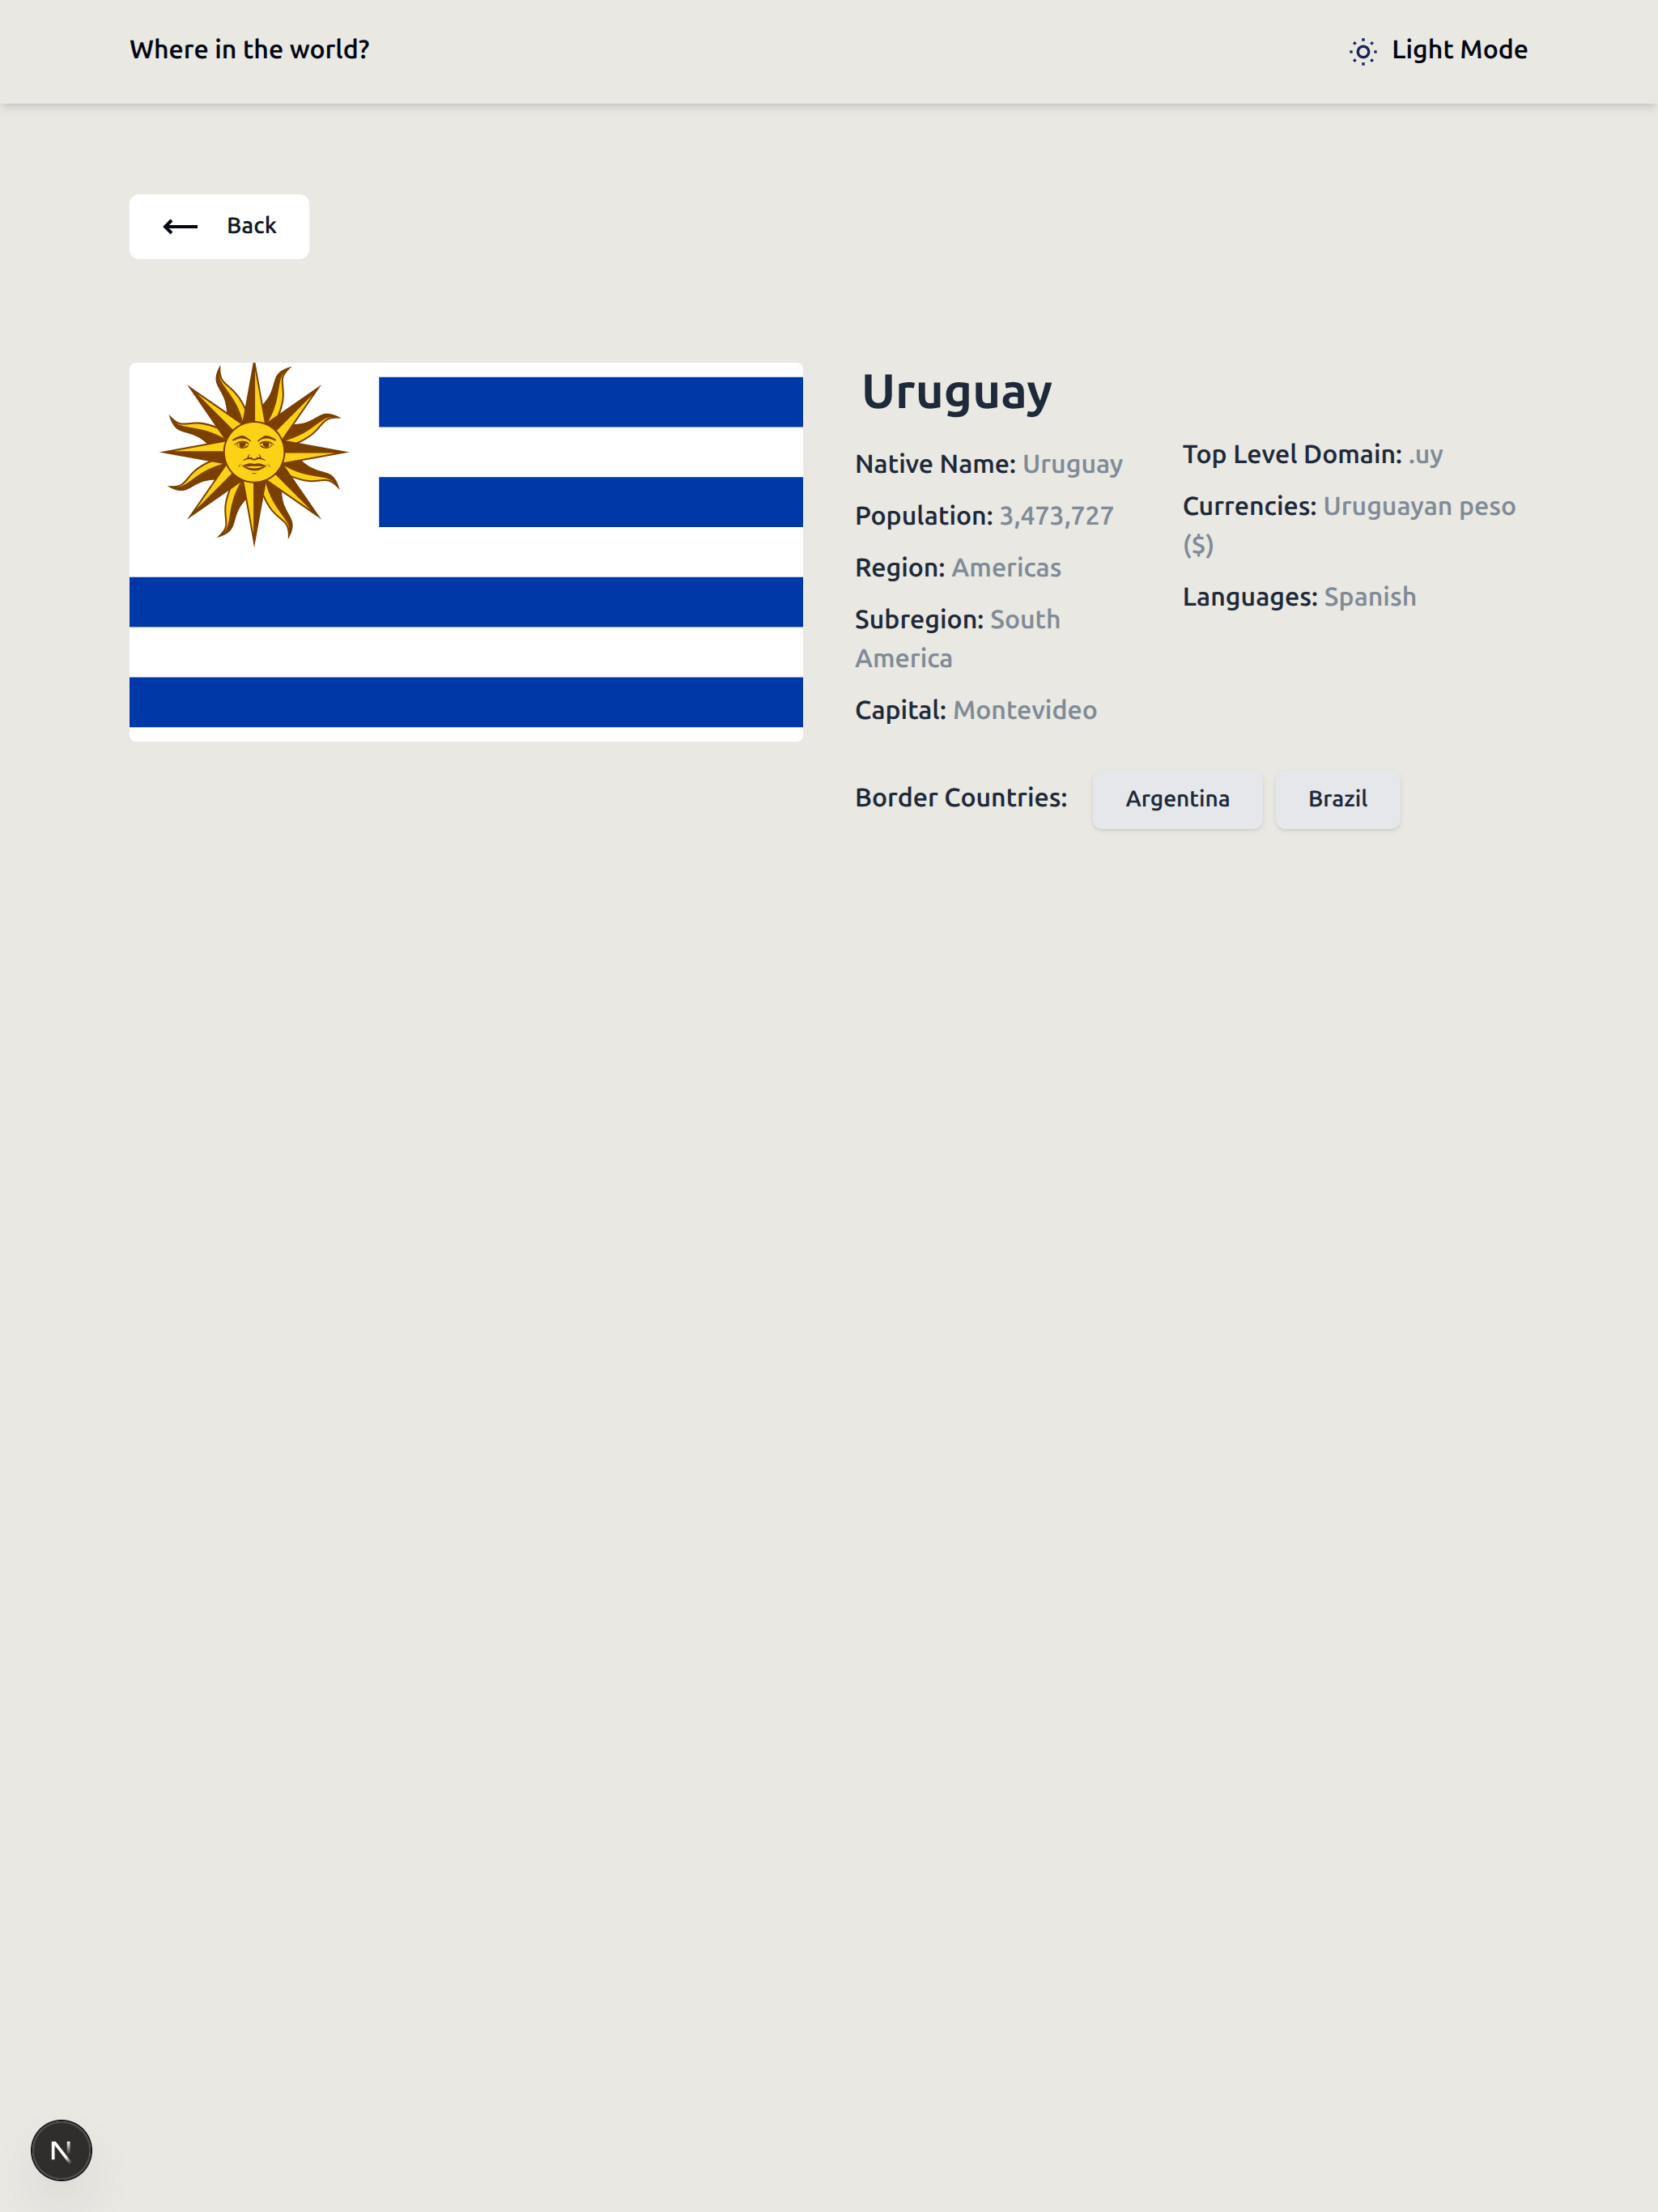 Where in the world?
Light Mode
Back
Uruguay
Native Name: Uruguay
Population: 3,473,727
Region: Americas
Subregion: South
America
Capital: Montevideo
Top Level Domain: .uy
Currencies: Uruguayan peso
($)
Languages: Spanish
Border Countries:
Argentina
Brazil
N